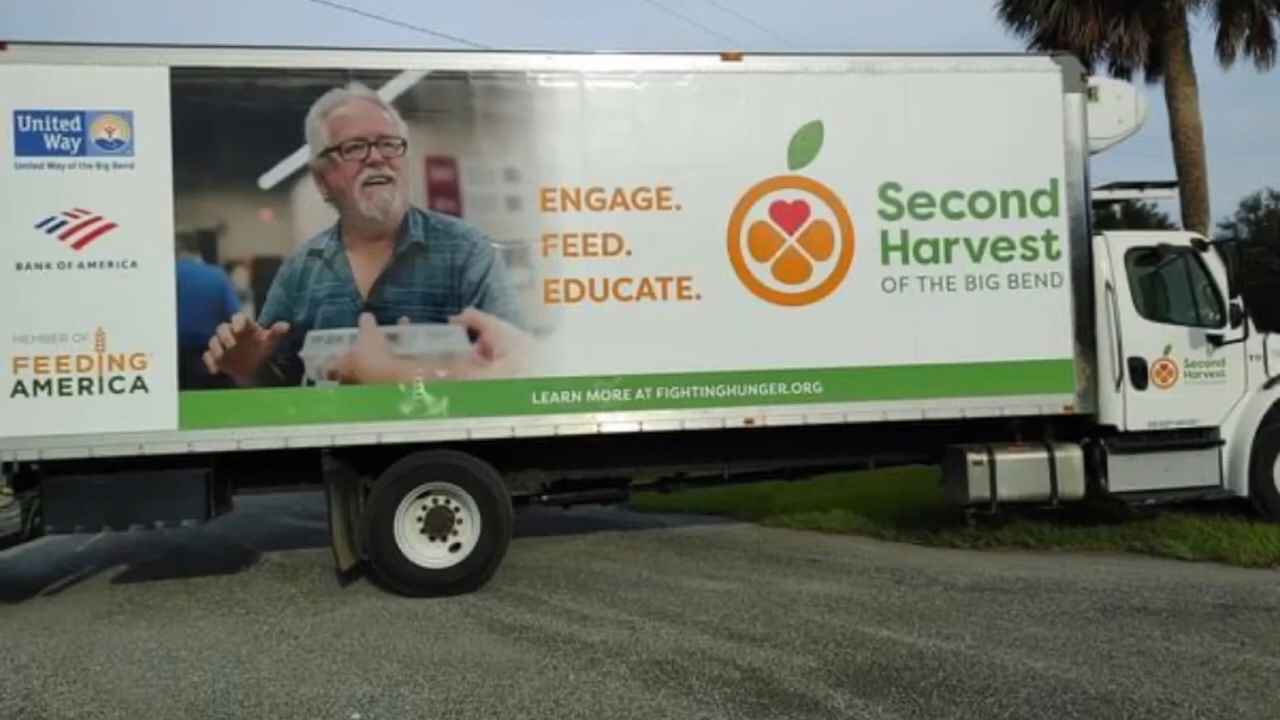 United
Way
United Way of the Big Bend
BANK OF AMERICA
MEMBER OF
FEEDING
AMERICA
ENGAGE.
FEED.
EDUCATE.
Second
Harvest
OF THE BIG BEND
LEARN MORE AT FIGHTINGHUNGER.ORG
Second
Harvest